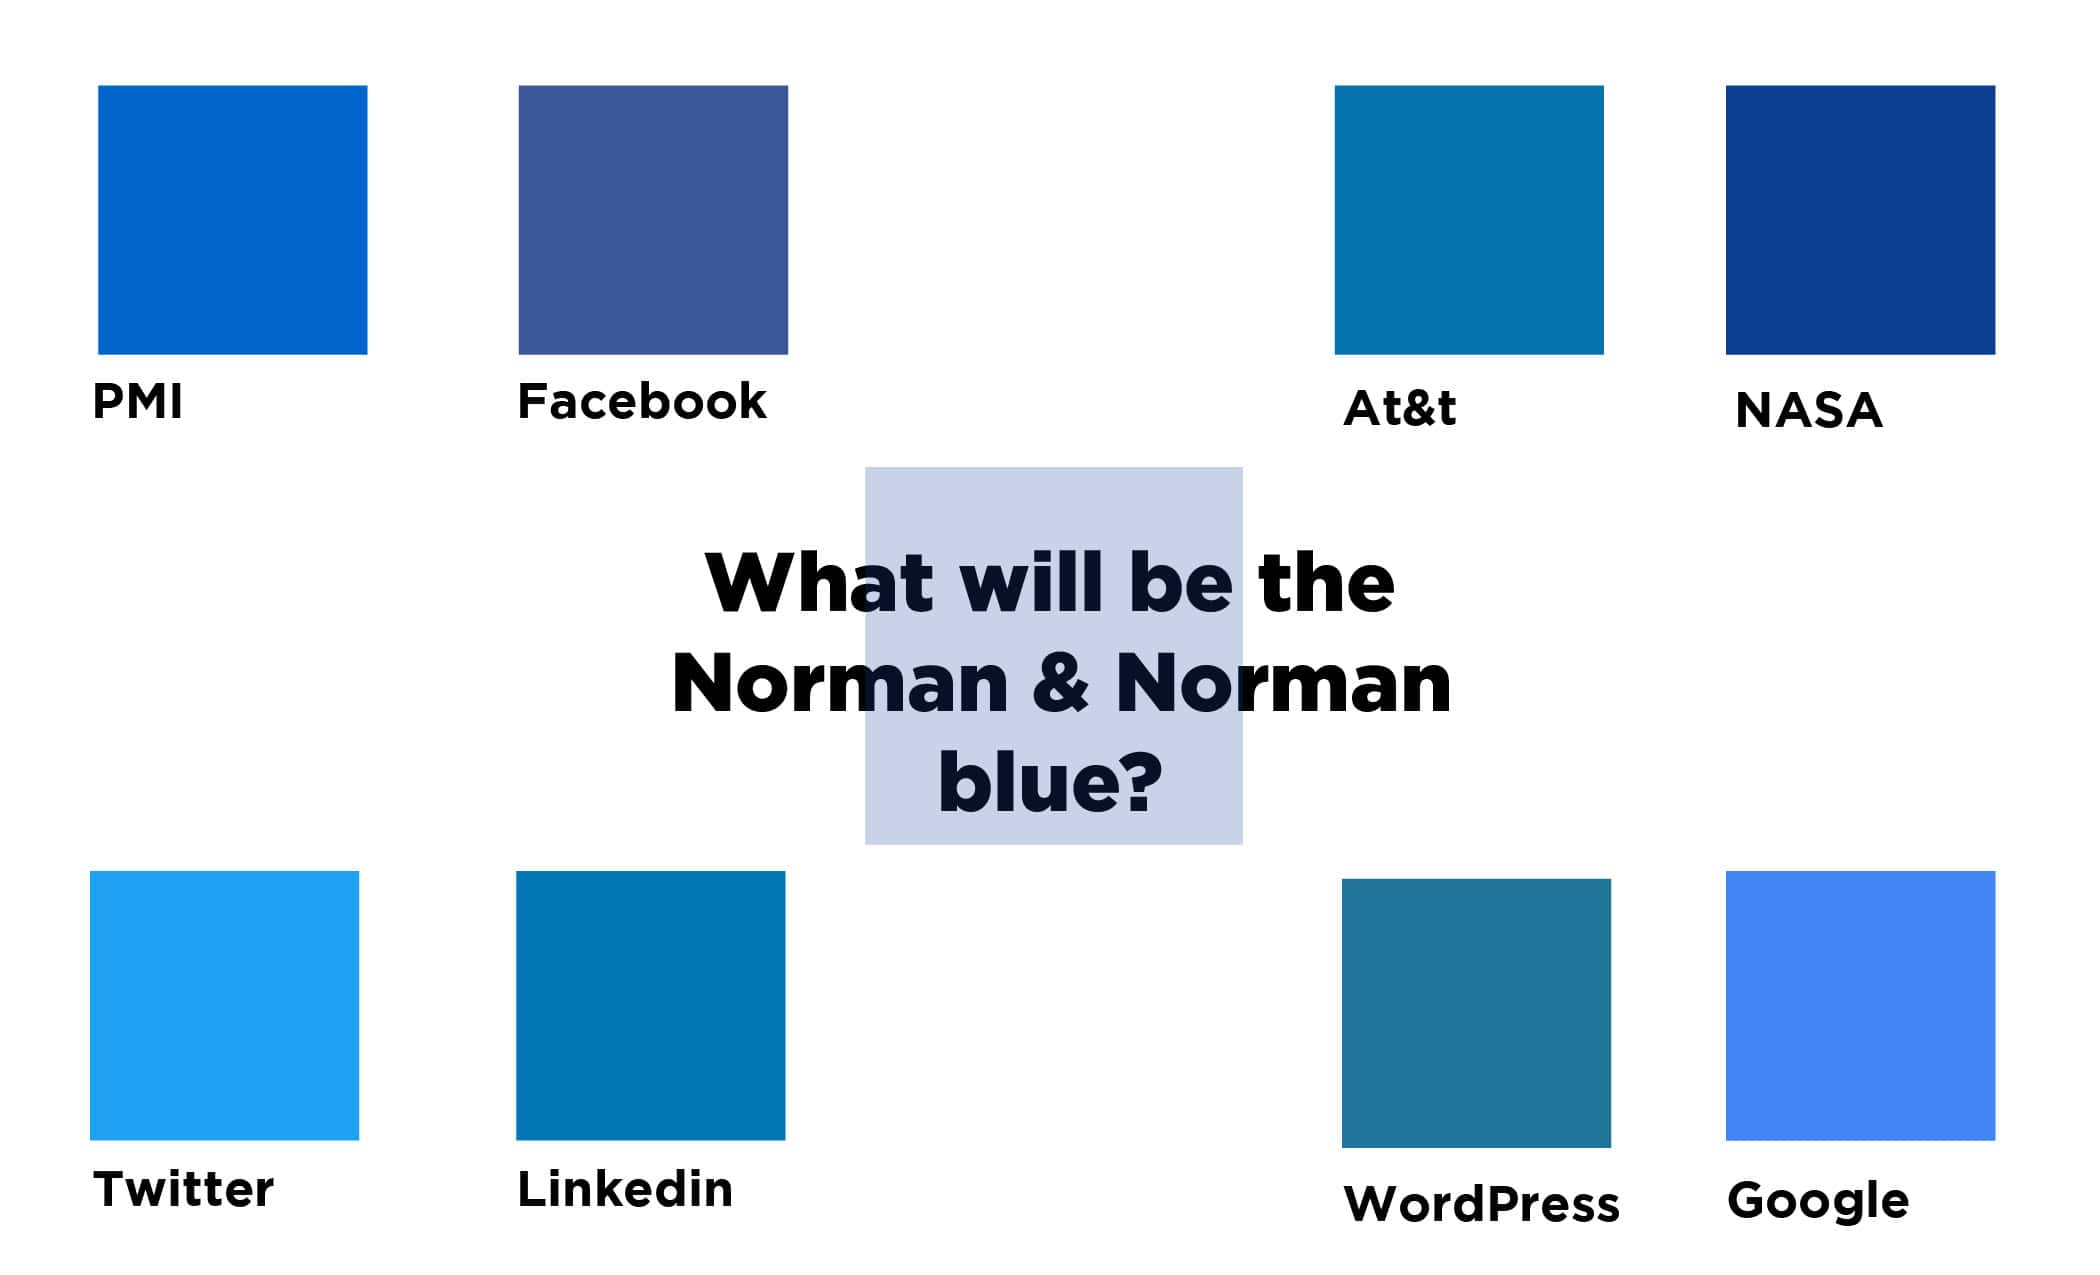 PMI
Facebook
At&t
NASA
What will be the
Norman & Norman
blue?
Twitter
Linkedin
WordPress
Google